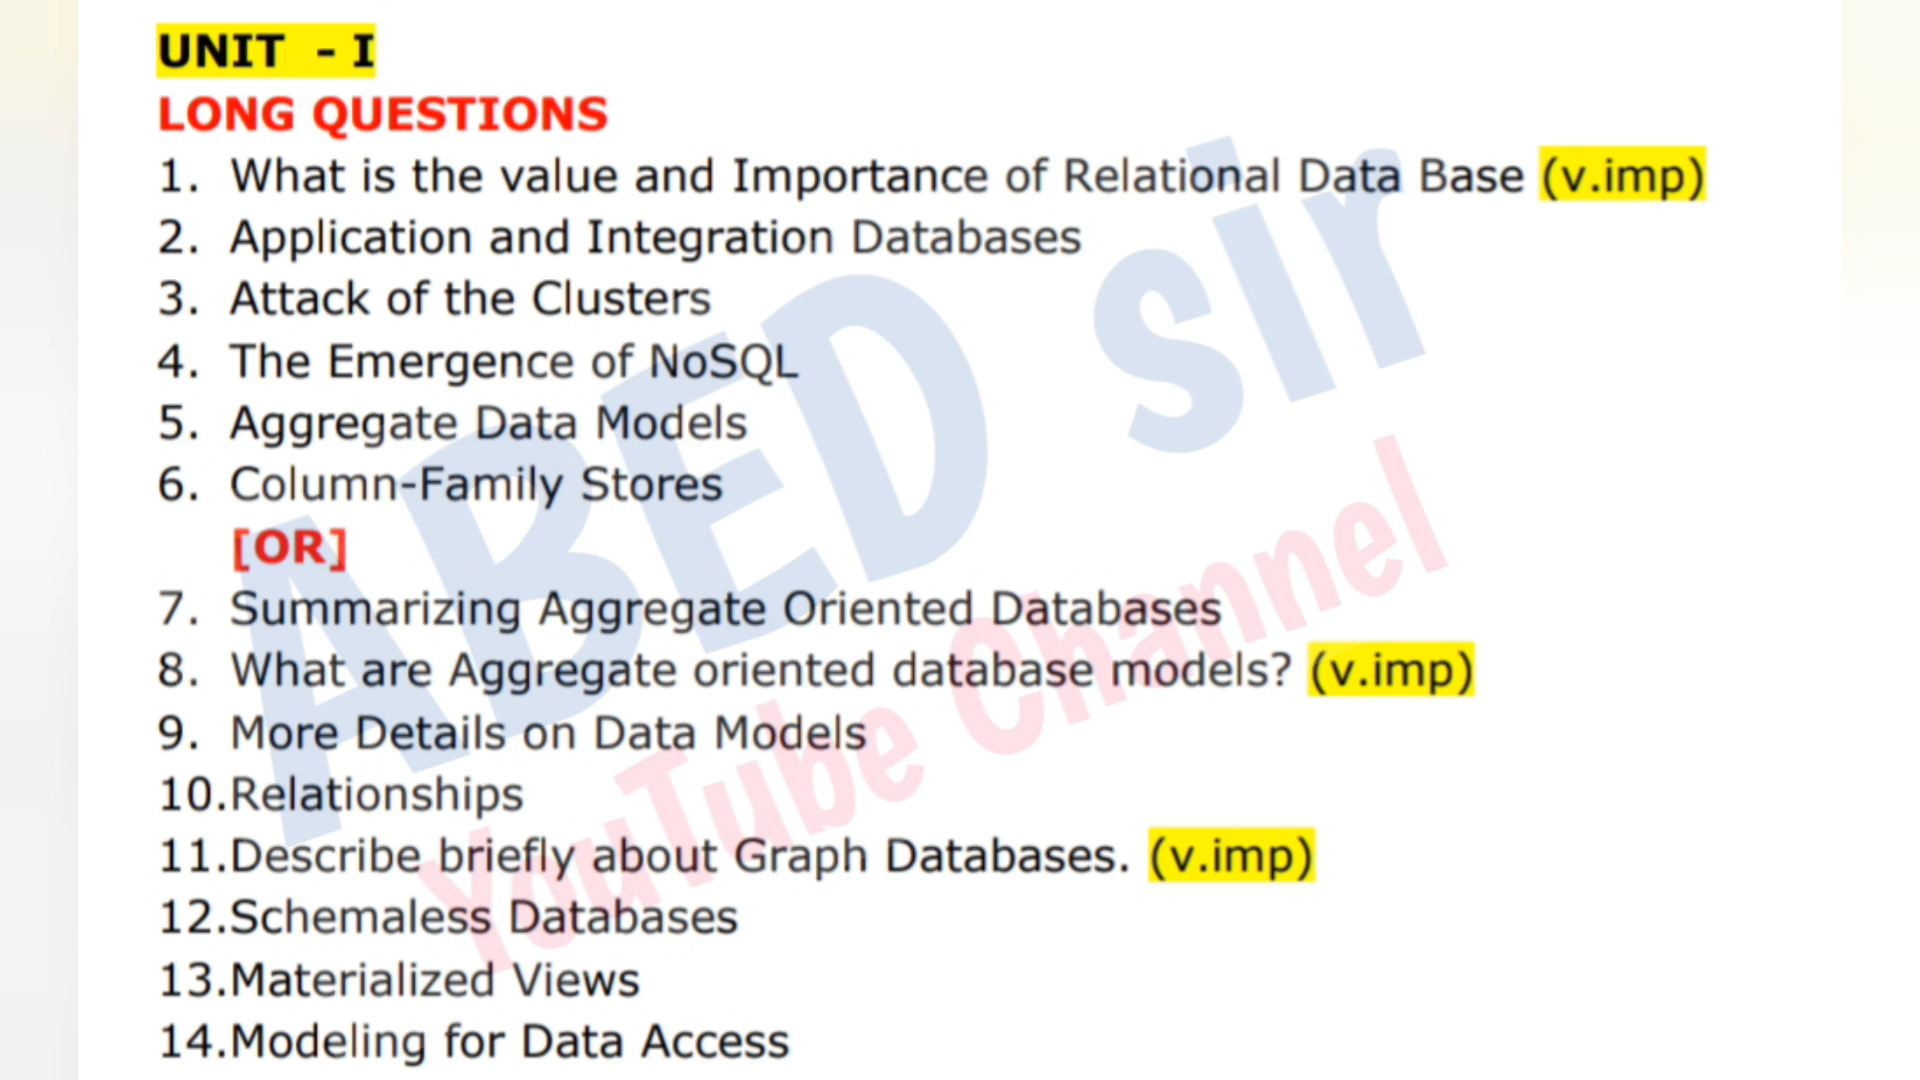 UNIT - I
LONG QUESTIONS
1. What is the value and Importance of Relational Data Base (v.imp)
2. Application and Integration Databases
3. Attack of the Clusters
4. The Emergence of NoSQL
5. Aggregate Data Models
6. Column-Family Stores
[OR]
7. Summarizing Aggregate Oriented Databases
8. What are Aggregate oriented database models? (v.imp)
9. More Details on Data Models
10.Relationships
11.Describe briefly about Graph Databases. (v.imp)
12.Schemaless Databases
13.Materialized Views
14.Modeling for Data Access
ABED sir
YouTube Channel